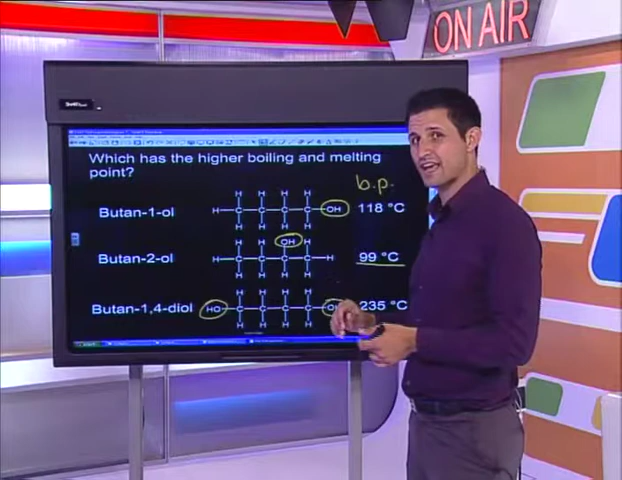 ON AIR
Which has the higher boiling and melting
point?
b.p.
Butan-1-ol
H H H H
H C C C C OH
118 °C
H H H H
H H OH H
Butan-2-ol
H C C C C H
99 °C
H H H H
H H H H
Butan-1,4-diol
HO C C C C
235 °C
H H H H